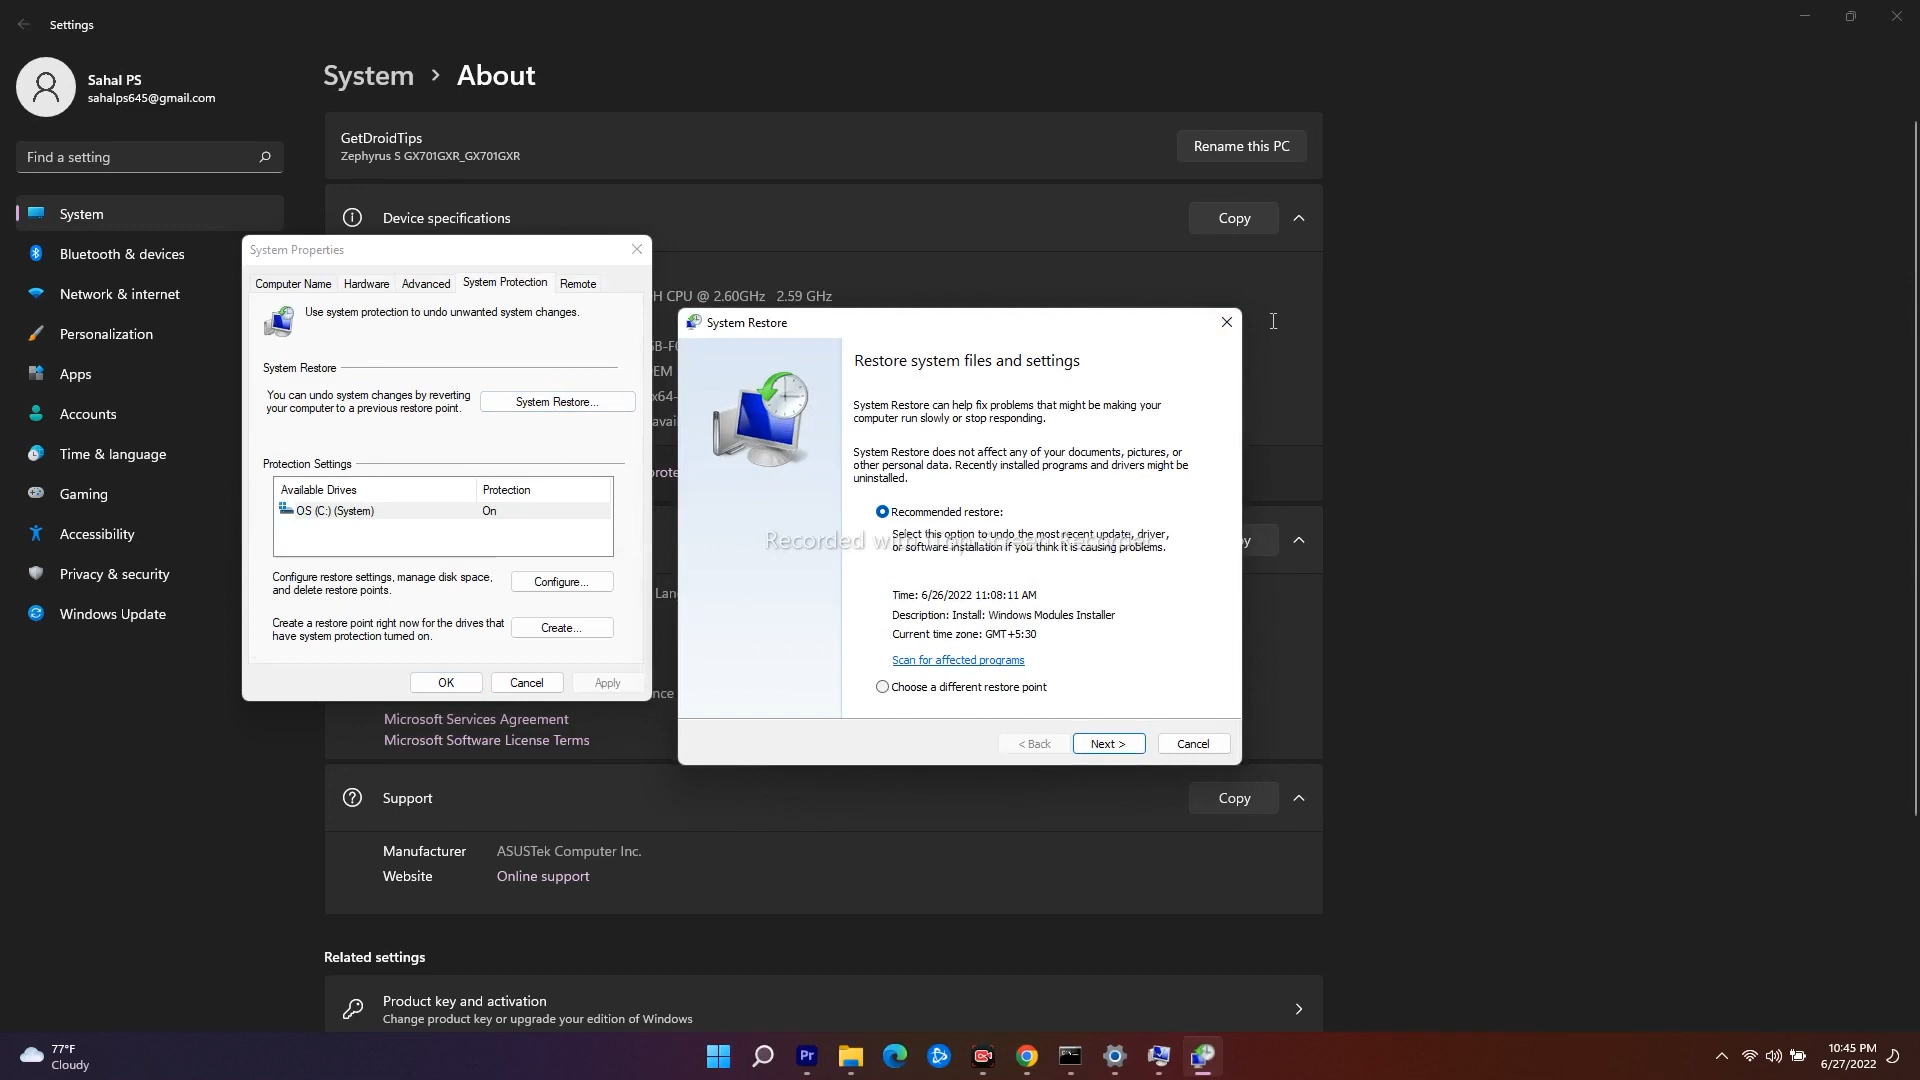 Settings
Sahal PS
sahalps645@gmail.com
Find a setting
System
Bluetooth & devices
Network & internet
Personalization
Apps
Accounts
Time & language
Gaming
Accessibility
Privacy & security
Windows Update
System > About
GetDroidTips
Zephyrus S GX701GXR_GX701GXR
Rename this PC
Device specifications
Copy
H CPU @ 2.60GHz 2.59 GHz
System Properties
Computer Name
Hardware
Advanced
System Protection
Remote
Use system protection to undo unwanted system changes.
System Restore
You can undo system changes by reverting
your computer to a previous restore point.
System Restore...
Protection Settings
Available Drives
Protection
OS (C:) (System)
On
Configure restore settings, manage disk space,
and delete restore points.
Configure...
Create a restore point right now for the drives that
have system protection turned on.
Create...
OK
Cancel
Apply
System Restore
Restore system files and settings
System Restore can help fix problems that might be making your
computer run slowly or stop responding.
System Restore does not affect any of your documents, pictures, or
other personal data. Recently installed programs and drivers might be
uninstalled.
Recommended restore:
Select this option to undo the most recent update, driver,
or software installation if you think it is causing problems.
Recorded
Time: 6/26/2022 11:08:11 AM
Description: Install: Windows Modules Installer
Current time zone: GMT+5:30
Scan for affected programs
Choose a different restore point
< Back
Next >
Cancel
Microsoft Services Agreement
Microsoft Software License Terms
Support
Copy
Manufacturer ASUSTek Computer Inc.
Website Online support
Related settings
Product key and activation
Change product key or upgrade your edition of Windows
77°F
Cloudy
Pr
10:45 PM
6/27/2022